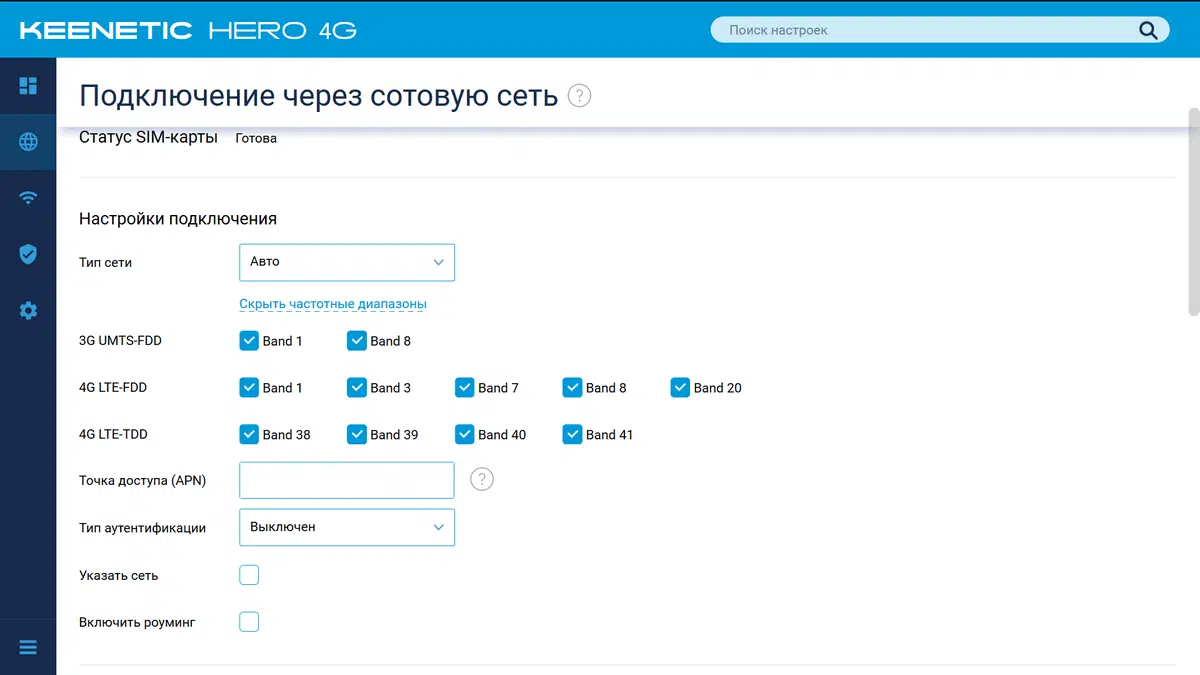 KEENETIC HERO 4G
Поиск настроек
Подключение через сотовую сеть ?
Статус SIM-карты Готова
Настройки подключения
Тип сети Авто
Скрыть частотные диапазоны
3G UMTS-FDD Band 1 Band 8
4G LTE-FDD Band 1 Band 3 Band 7 Band 8 Band 20
4G LTE-TDD Band 38 Band 39 Band 40 Band 41
Точка доступа (APN) ?
Тип аутентификации Выключен
Указать сеть
Включить роуминг